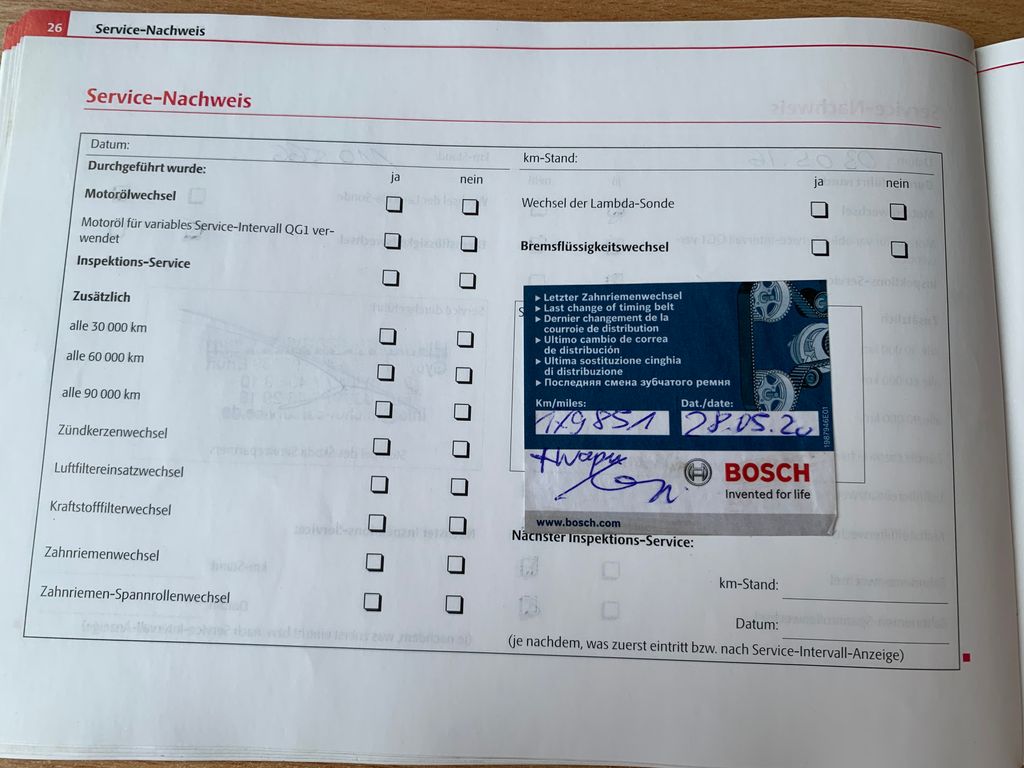 26 Service-Nachweis
Service-Nachweis
Datum:
km-Stand:
Durchgeführt wurde:
ja nein
ja nein
Motorölwechsel
Wechsel der Lambda-Sonde
Motoröl für variables Service-Intervall QG1 ver-
wendet
Bremsflüssigkeitswechsel
Inspektions-Service
Zusätzlich
alle 30 000 km
alle 60 000 km
alle 90 000 km
Zündkerzenwechsel
Luftfiltereinsatzwechsel
Kraftstofffilterwechsel
Zahnriemenwechsel
Zahnriemen-Spannrollenwechsel
▸ Letzter Zahnriemenwechsel
▸ Last change of timing belt
▸ Dernier changement de la
courroie de distribution
▸ Ultimo cambio de correa
de distribución
▸ Ultima sostituzione cinghia
di distribuzione
▸ Последняя смена зубчатого ремня
Km/miles: Dat./date:
179851 28.05.20
1987946E01
BOSCH
Invented for life
www.bosch.com
Nächster Inspektions-Service:
km-Stand:
Datum:
(je nachdem, was zuerst eintritt bzw. nach Service-Intervall-Anzeige)